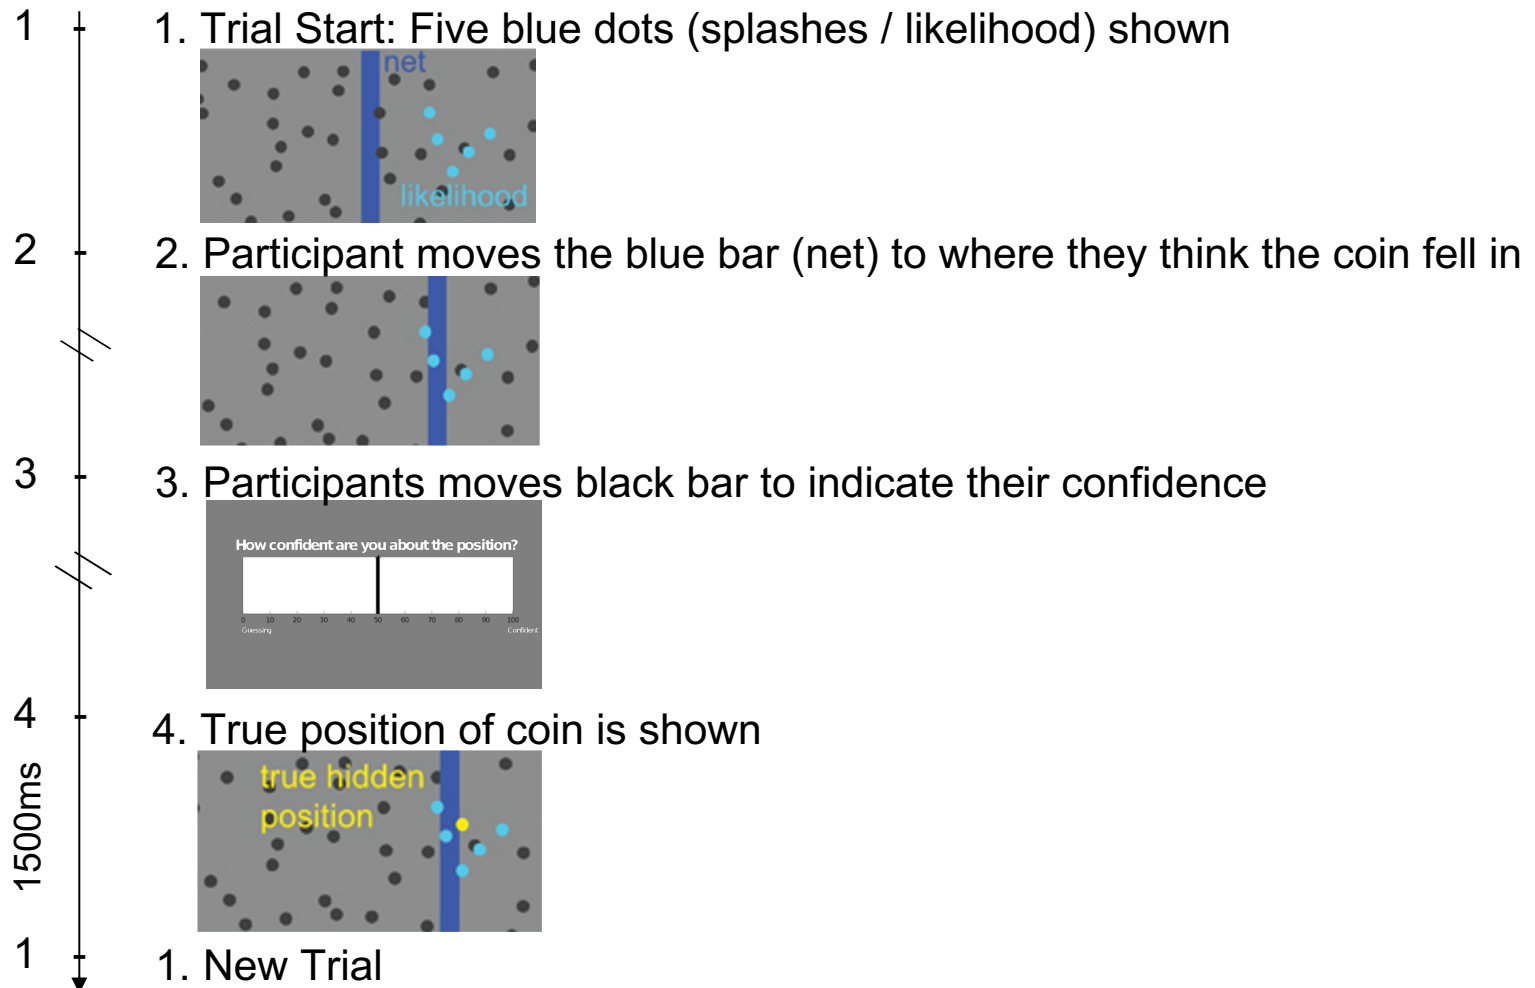 1
1. Trial Start: Five blue dots (splashes / likelihood) shown
net
likelihood
2
2. Participant moves the blue bar (net) to where they think the coin fell in
3
3. Participants moves black bar to indicate their confidence
How confident are you about the position?
0 10 20 30 40 50 60 70 80 90 100
Guessing Confident
4
4. True position of coin is shown
true hidden
position
1500ms
1
1. New Trial